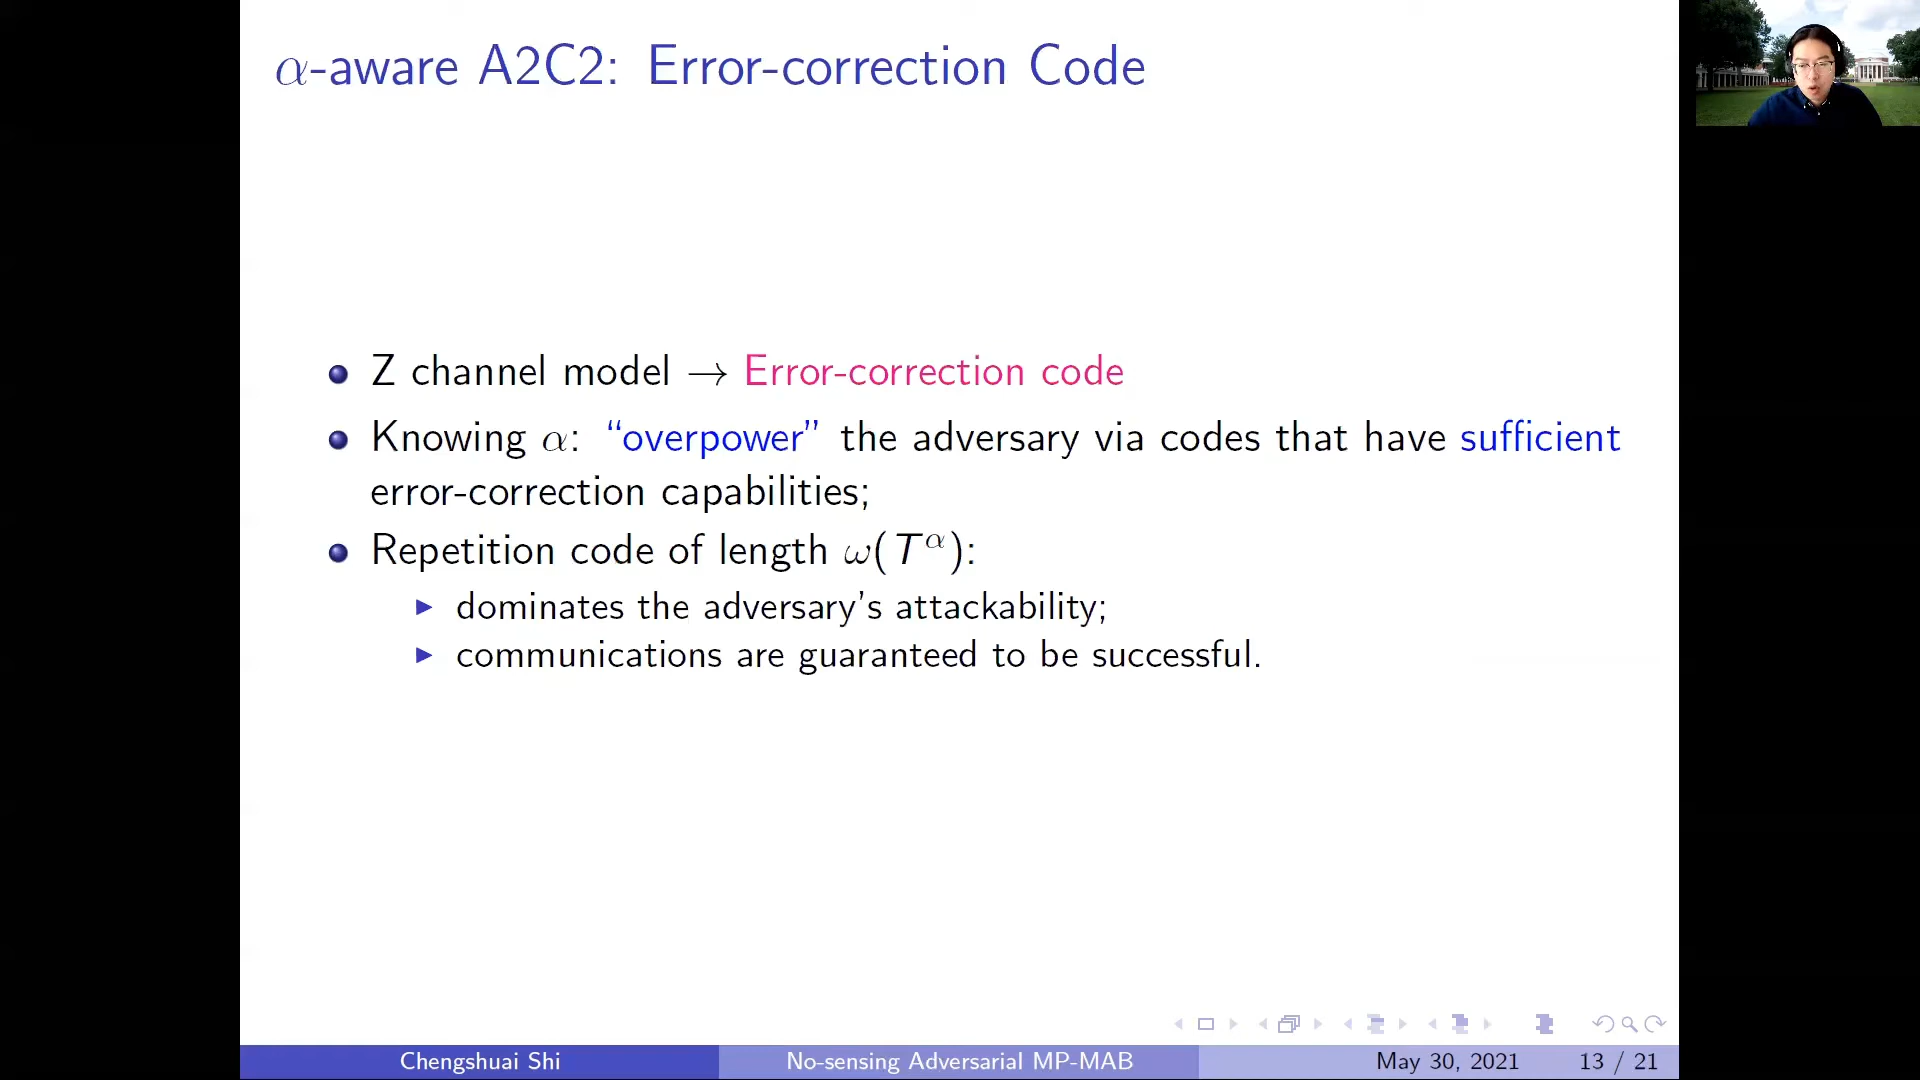 α-aware A2C2: Error-correction Code
Z channel model → Error-correction code
Knowing α: “overpower” the adversary via codes that have sufficient
error-correction capabilities;
Repetition code of length ω(T^α):
dominates the adversary's attackability;
communications are guaranteed to be successful.
Chengshuai Shi
No-sensing Adversarial MP-MAB
May 30, 2021
13 / 21